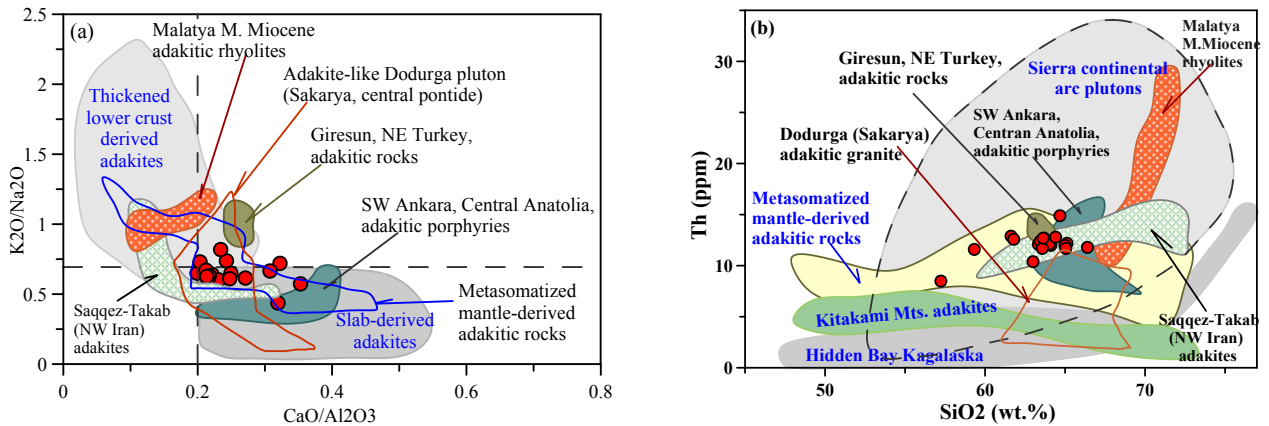 (a)
Malatya M. Miocene
adakitic rhyolites
Adakite-like Dodurga pluton
(Sakarya, central pontide)
Thickened
lower crust
derived
adakites
Giresun, NE Turkey,
adakitic rocks
SW Ankara, Central Anatolia,
adakitic porphyries
Saqqez-Takab
(NW Iran)
adakites
Slab-derived
adakites
Metasomatized
mantle-derived
adakitic rocks
K2O/Na2O
2.5
2
1.5
1
0.5
0
0
0.2
0.4
0.6
0.8
CaO/Al2O3
(b)
Malatya
M.Miocene
rhyolites
Giresun, NE Turkey,
adakitic rocks
Sierra continental
arc plutons
SW Ankara,
Centran Anatolia,
adakitic porphyries
Dodurga (Sakarya)
adakitic granite
Metasomatized
mantle-derived
adakitic rocks
Kitakami Mts. adakites
Hidden Bay Kagalaska
Saqqez-Takab
(NW Iran)
adakites
Th (ppm)
30
20
10
0
50
60
70
SiO2 (wt.%)